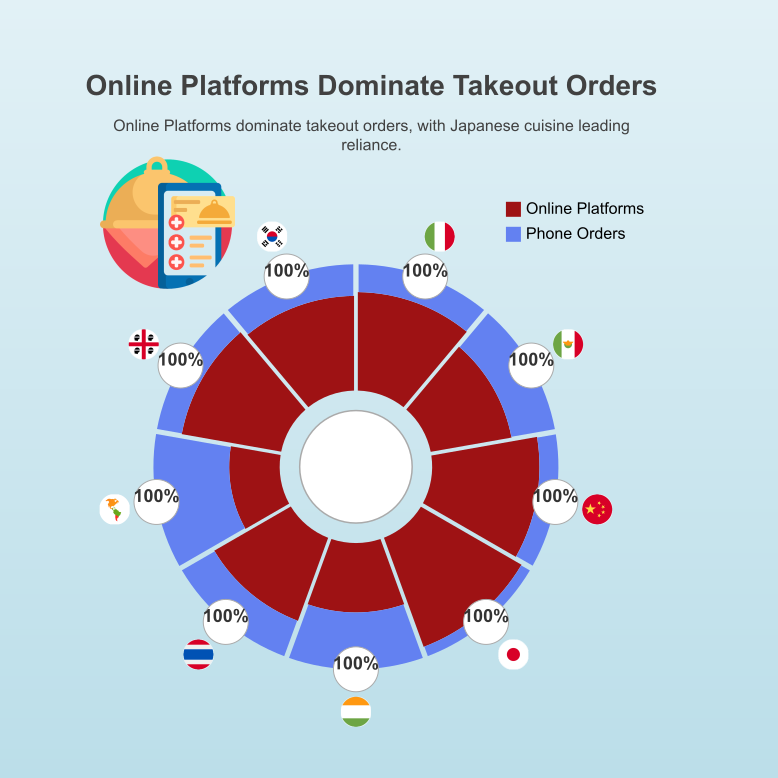 Online Platforms Dominate Takeout Orders
Online Platforms dominate takeout orders, with Japanese cuisine leading
reliance.
Online Platforms
Phone Orders
100%
100%
100%
100%
100%
100%
100%
100%
100%